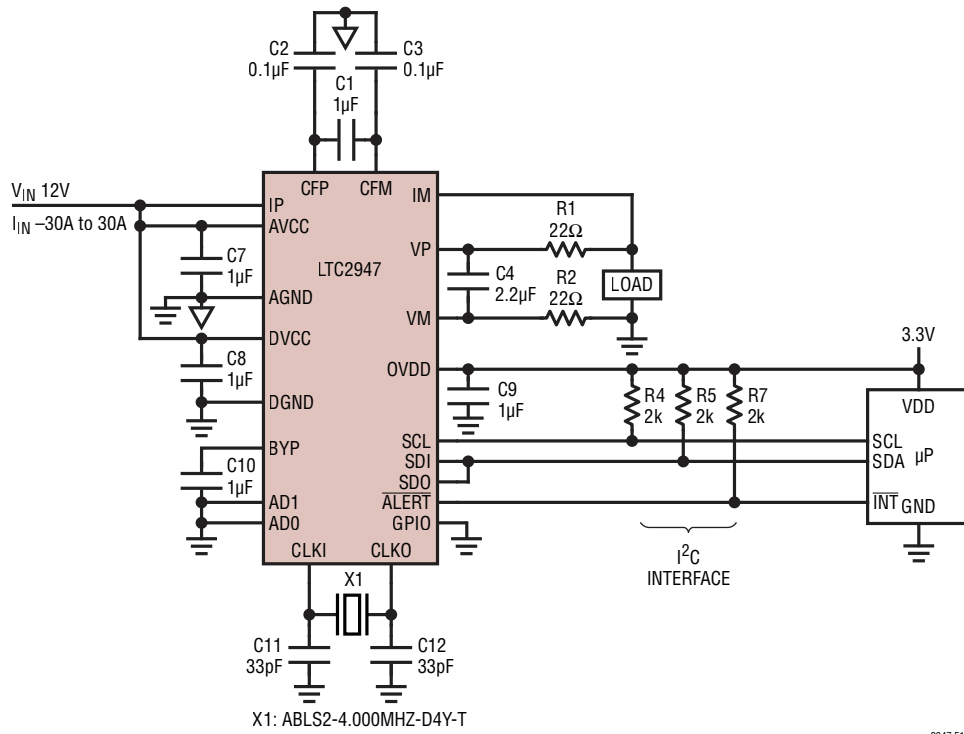 C2
0.1µF
C3
0.1µF
C1
1µF
CFP
CFM
VIN 12V
IIN –30A to 30A
IP
AVCC
C7
1µF
LTC2947
AGND
DVCC
C8
1µF
DGND
BYP
C10
1µF
AD1
AD0
CLKI
CLKO
IM
VP
VM
R1
22Ω
C4
2.2µF
R2
22Ω
LOAD
OVDD
C9
1µF
R4
2k
R5
2k
R7
2k
3.3V
VDD
SCL
SDI
SDO
ALERT
GPIO
SCL
SDA
µP
INT
GND
I2C
INTERFACE
X1
C11
33pF
C12
33pF
X1: ABLS2-4.000MHZ-D4Y-T